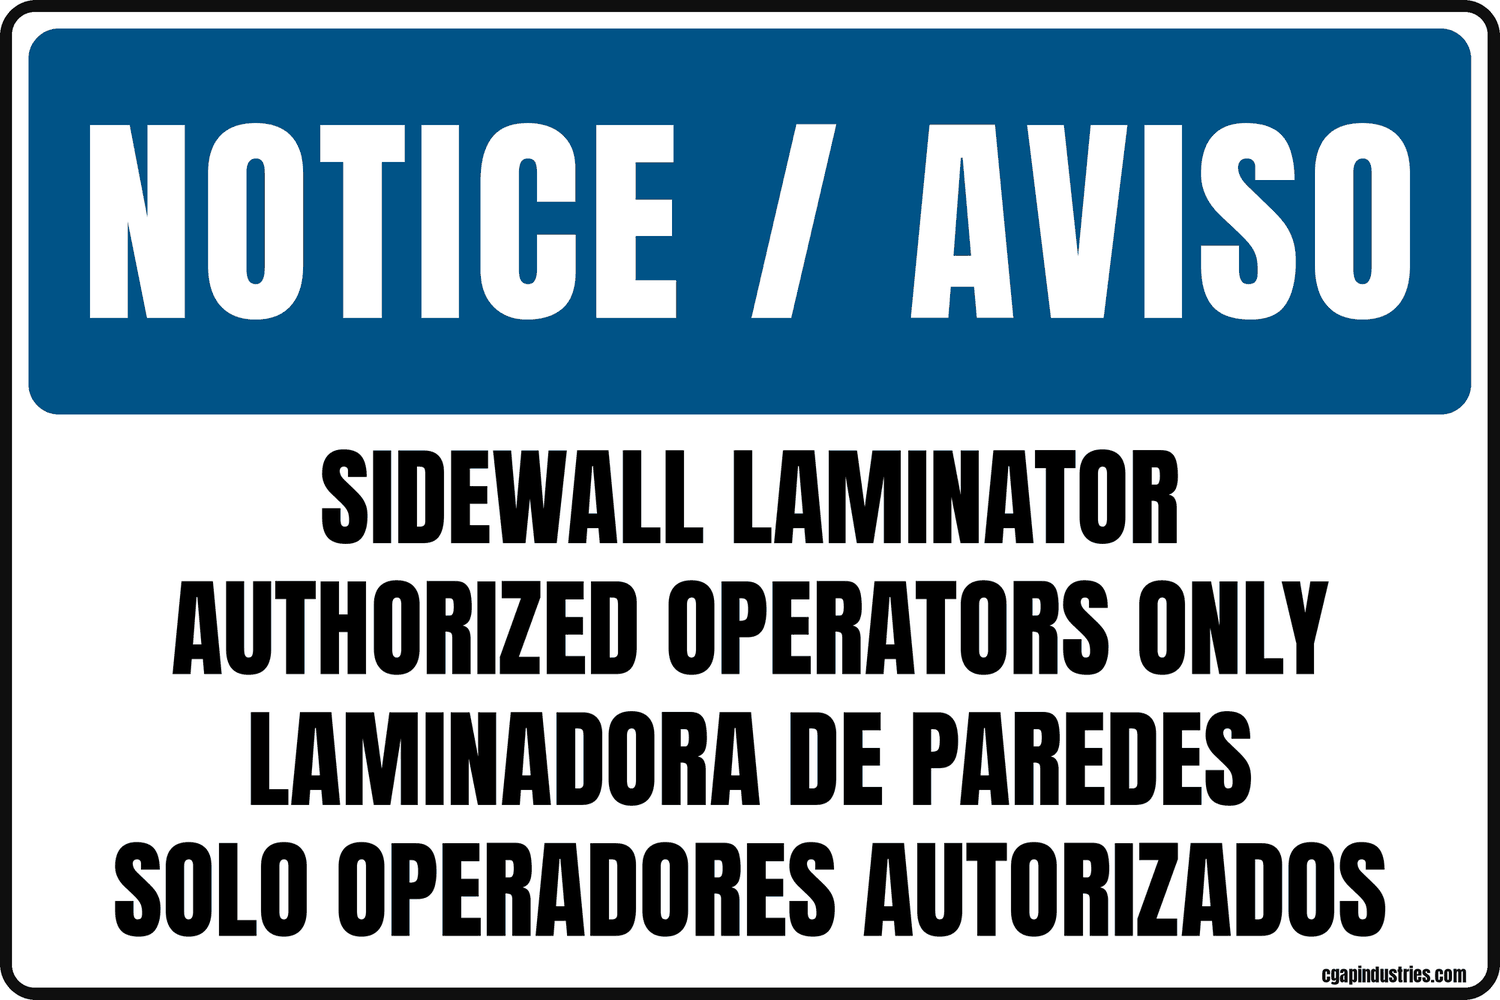 NOTICE / AVISO
SIDEWALL LAMINATOR
AUTHORIZED OPERATORS ONLY
LAMINADORA DE PAREDES
SOLO OPERADORES AUTORIZADOS
cgapindustries.com